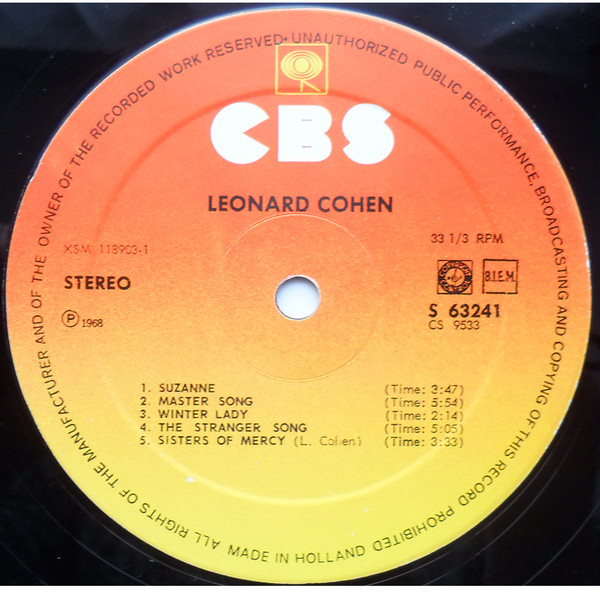 ALL RIGHTS OF THE MANUFACTURER AND OF THE OWNER OF THE RECORDED WORK RESERVED • UNAUTHORIZED PUBLIC PERFORMANCE, BROADCASTING AND COPYING OF THIS RECORD PROHIBITED
CBS
LEONARD COHEN
XSM 118903-1
33 1/3 RPM
STEREO
B.I.E.M.
S 63241
CS 9533
℗ 1968
1. SUZANNE (Time: 3:47)
2. MASTER SONG (Time: 5:54)
3. WINTER LADY (Time: 2:14)
4. THE STRANGER SONG (Time: 5:05)
5. SISTERS OF MERCY (L. Cohen) (Time: 3:33)
MADE IN HOLLAND